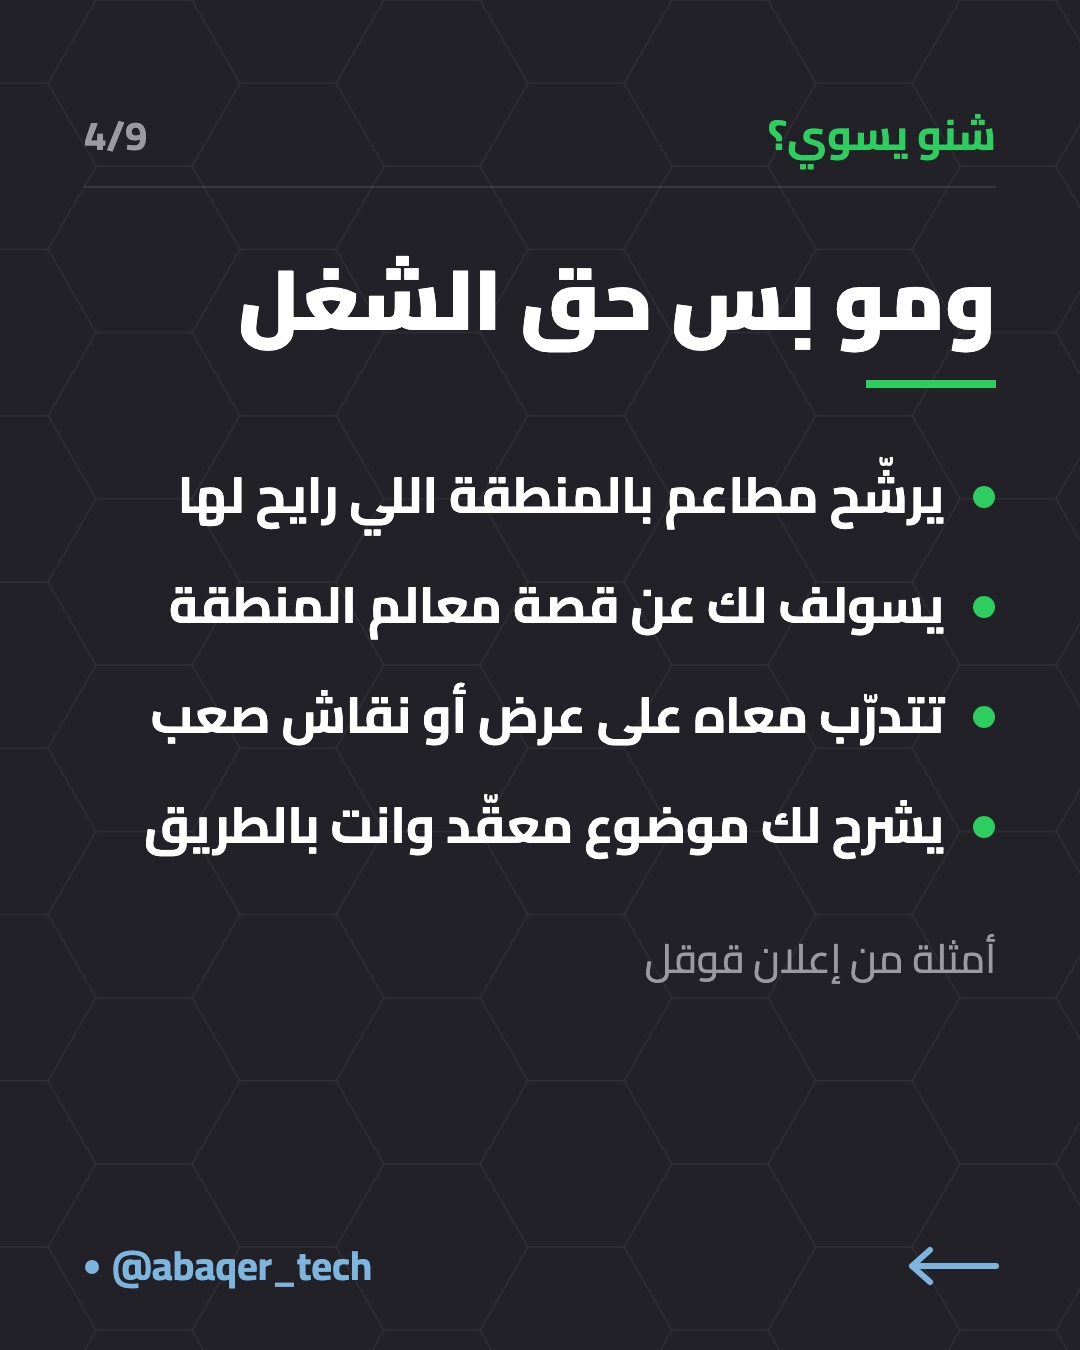 شنو يسوي؟
4/9
ومو بس حق الشغل
يرشّح مطاعم بالمنطقة اللي رايح لها
يسولف لك عن قصة معالم المنطقة
تتدرّب معاه على عرض أو نقاش صعب
يشرح لك موضوع معقّد وانت بالطريق
أمثلة من إعلان قوقل
• @abaqer_tech